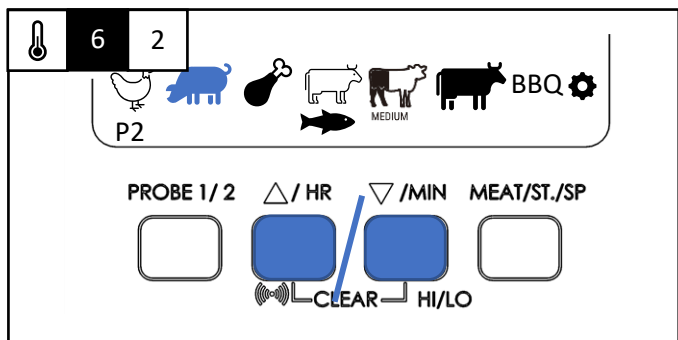 6 2
BBQ
MEDIUM
P2
PROBE 1/ 2 △/ HR ▽/MIN MEAT/ST./SP
CLEAR HI/LO